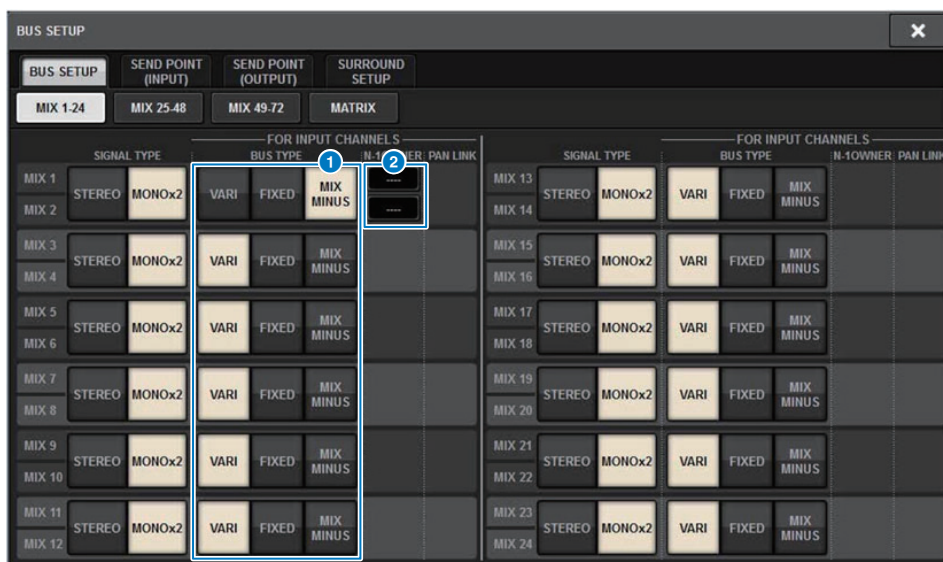 BUS SETUP
BUS SETUP
SEND POINT
(INPUT)
SEND POINT
(OUTPUT)
SURROUND
SETUP
MIX 1-24
MIX 25-48
MIX 49-72
MATRIX
FOR INPUT CHANNELS
SIGNAL TYPE BUS TYPE 1 2 PAN LINK
MIX 1
MIX 2
STEREO MONOx2 VARI FIXED MIX MINUS
----
----
MIX 3
MIX 4
STEREO MONOx2 VARI FIXED MIX MINUS
MIX 5
MIX 6
STEREO MONOx2 VARI FIXED MIX MINUS
MIX 7
MIX 8
STEREO MONOx2 VARI FIXED MIX MINUS
MIX 9
MIX 10
STEREO MONOx2 VARI FIXED MIX MINUS
MIX 11
MIX 12
STEREO MONOx2 VARI FIXED MIX MINUS
FOR INPUT CHANNELS
SIGNAL TYPE BUS TYPE N-1OWNER PAN LINK
MIX 13
MIX 14
STEREO MONOx2 VARI FIXED MIX MINUS
MIX 15
MIX 16
STEREO MONOx2 VARI FIXED MIX MINUS
MIX 17
MIX 18
STEREO MONOx2 VARI FIXED MIX MINUS
MIX 19
MIX 20
STEREO MONOx2 VARI FIXED MIX MINUS
MIX 21
MIX 22
STEREO MONOx2 VARI FIXED MIX MINUS
MIX 23
MIX 24
STEREO MONOx2 VARI FIXED MIX MINUS